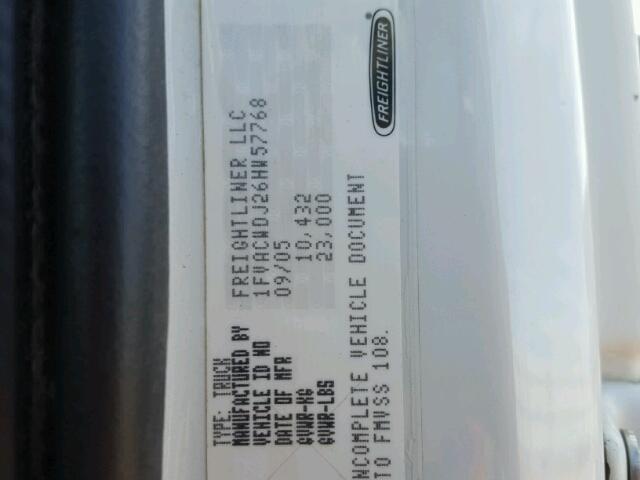 TYPE: TRUCK
MANUFACTURED BY FREIGHTLINER LLC
VEHICLE ID NO 1FVACWDJ26HW57768
DATE OF MFR 09/05
GVWR-KG 10,432
GVWR-LBS 23,000
NCOMPLETE VEHICLE DOCUMENT
TO FMVSS 108.
FREIGHTLINER®